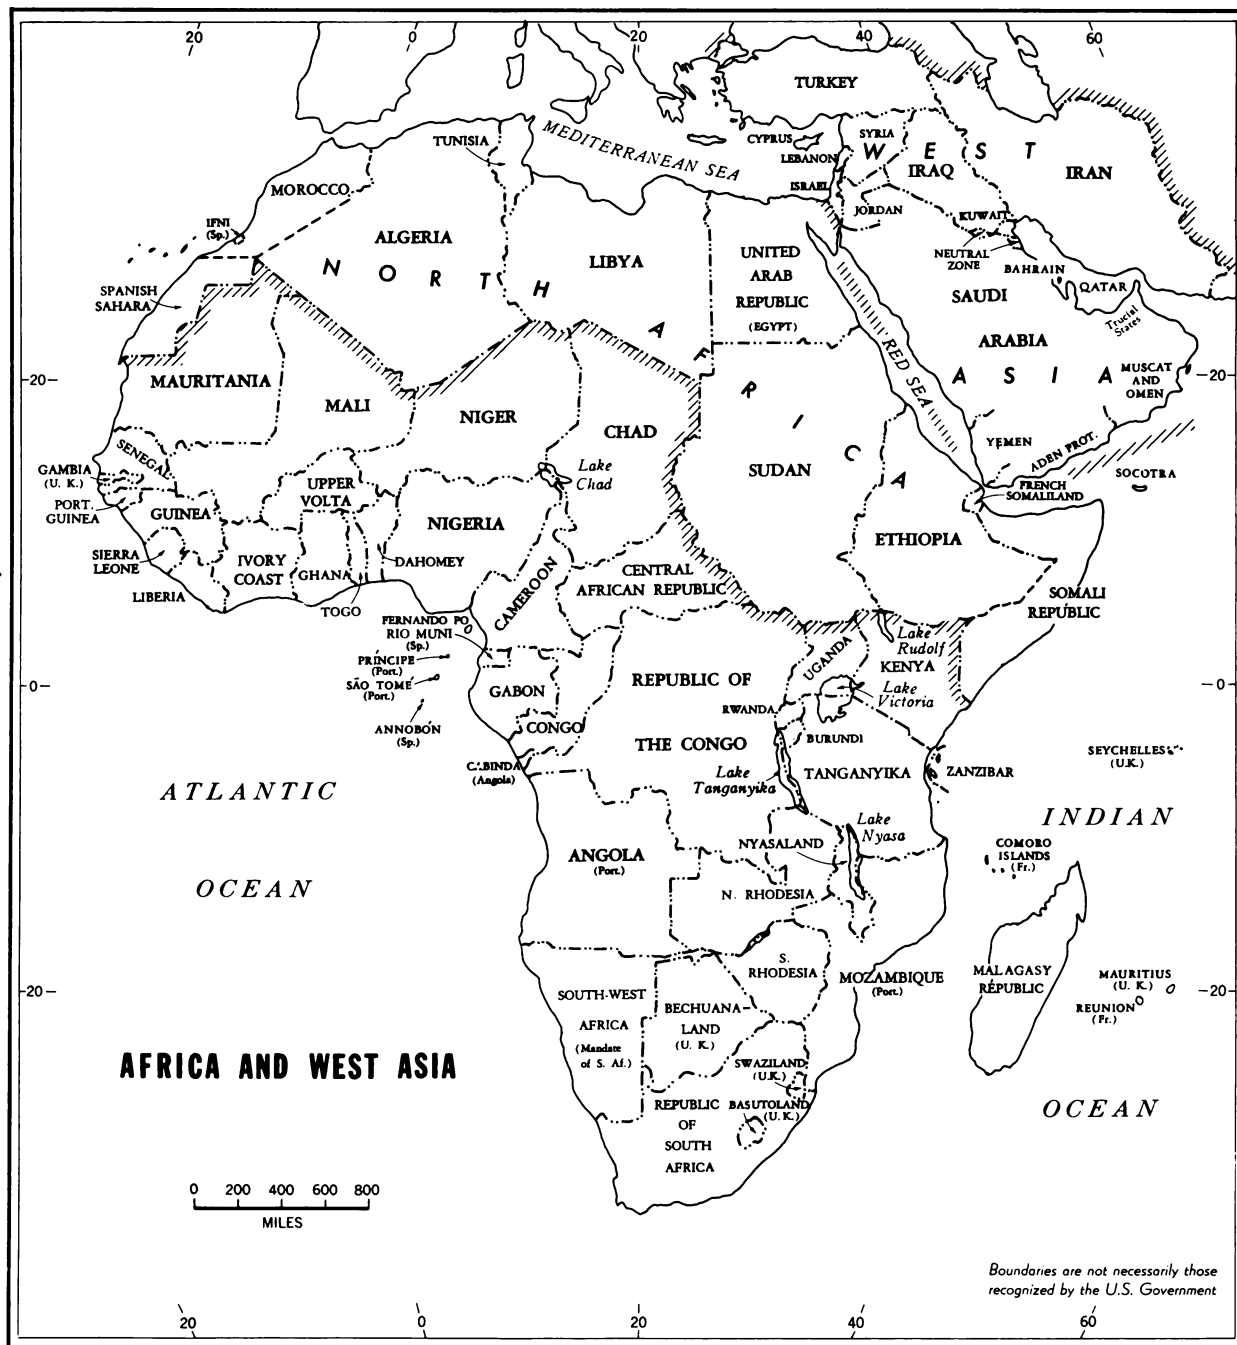 20
0
20
40
60
TURKEY
MEDITERRANEAN SEA
TUNISIA
CYPRUS
SYRIA
LEBANON
WEST
ISRAEL
IRAQ
IRAN
MOROCCO
JORDAN
KUWAIT
IFNI
(Sp.)
ALGERIA
NORTH
LIBYA
UNITED
ARAB
REPUBLIC
(EGYPT)
NEUTRAL
ZONE
BAHRAIN
QATAR
SPANISH
SAHARA
SAUDI
ARABIA
Trucial
States
AFRICA
RED SEA
ASIA
MUSCAT
AND
OMEN
20
20
MAURITANIA
MALI
NIGER
CHAD
SUDAN
YEMEN
ADEN PROT.
SENEGAL
GAMBIA
(U. K.)
PORT.
GUINEA
GUINEA
UPPER
VOLTA
Lake
Chad
NIGERIA
FRENCH
SOMALILAND
SOCOTRA
SIERRA
LEONE
IVORY
COAST
GHANA
DAHOMEY
ETHIOPIA
LIBERIA
TOGO
CAMEROON
CENTRAL
AFRICAN REPUBLIC
SOMALI
REPUBLIC
FERNANDO PO
RIO MUNI
(Sp.)
PRÍNCIPE
(Port.)
SÃO TOMÉ
(Port.)
ANNOBÓN
(Sp.)
UGANDA
Lake
Rudolf
KENYA
0
0
GABON
CONGO
REPUBLIC OF
THE CONGO
Lake
Victoria
RWANDA
BURUNDI
CABINDA
(Angola)
Lake
Tanganyika
TANGANYIKA
ZANZIBAR
SEYCHELLES
(U.K.)
ATLANTIC
OCEAN
INDIAN
OCEAN
NYASALAND
Lake
Nyasa
COMORO
ISLANDS
(Fr.)
ANGOLA
(Port.)
N. RHODESIA
S.
RHODESIA
MOZAMBIQUE
(Port.)
MALAGASY
REPUBLIC
MAURITIUS
(U. K.)
REUNION
(Fr.)
20
20
SOUTH-WEST
AFRICA
(Mandate
of S. Af.)
BECHUANA-
LAND
(U. K.)
SWAZILAND
(U.K.)
BASUTOLAND
(U. K.)
REPUBLIC
OF
SOUTH
AFRICA
AFRICA AND WEST ASIA
0 200 400 600 800
MILES
Boundaries are not necessarily those
recognized by the U.S. Government
20
0
20
40
60